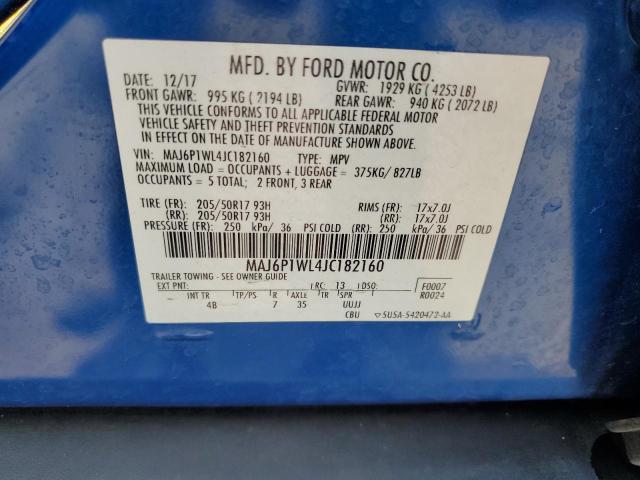 MFD. BY FORD MOTOR CO.
DATE: 12/17 GVWR: 1929 KG ( 4253 LB)
FRONT GAWR: 995 KG ( 2194 LB) REAR GAWR: 940 KG ( 2072 LB)
THIS VEHICLE CONFORMS TO ALL APPLICABLE FEDERAL MOTOR
VEHICLE SAFETY AND THEFT PREVENTION STANDARDS
IN EFFECT ON THE DATE OF MANUFACTURE SHOWN ABOVE.
VIN: MAJ6P1WL4JC182160 TYPE: MPV
MAXIMUM LOAD = OCCUPANTS + LUGGAGE = 375KG/ 827LB
OCCUPANTS = 5 TOTAL; 2 FRONT, 3 REAR
TIRE (FR): 205/50R17 93H RIMS (FR): 17x7.0J
(RR): 205/50R17 93H (RR): 17x7.0J
PRESSURE (FR): 250 kPa/ 36 PSI COLD (RR): 250 kPa/ 36 PSI COLD
MAJ6P1WL4JC182160
TRAILER TOWING - SEE OWNER GUIDE
EXT PNT: RC: 13 DSO: F0007
R0024
INT TR TP/PS R AXLE TR SPR
4B 7 35 UUJJ
CBU 5U5A-5420472-AA